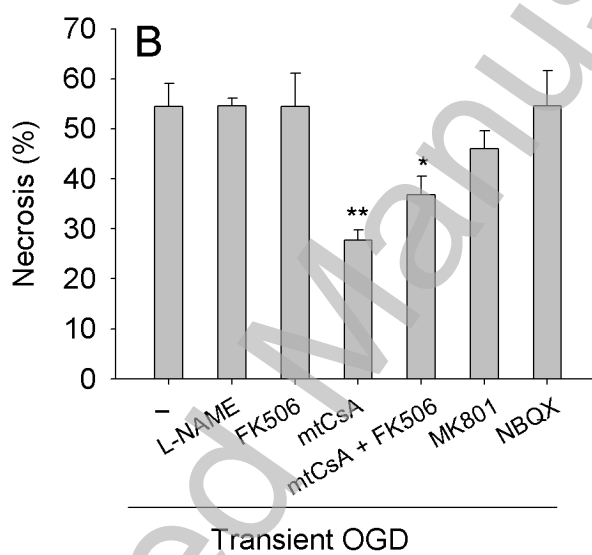 B
70
60
50
40
30
20
10
0
Necrosis (%)
**
*
–
L-NAME
FK506
mtCsA
mtCsA + FK506
MK801
NBQX
Transient OGD